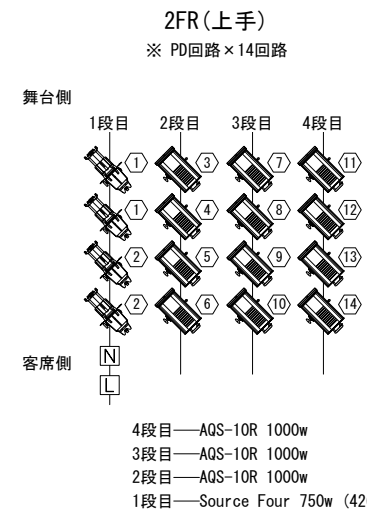 2FR(上手)
※ PD回路×14回路
舞台側
1段目 2段目 3段目 4段目
1 3 7 11
1 4 8 12
2 5 9 13
2 6 10 14
N
客席側
L
4段目──AQS-10R 1000w
3段目──AQS-10R 1000w
2段目──AQS-10R 1000w
1段目──Source Four 750w (42